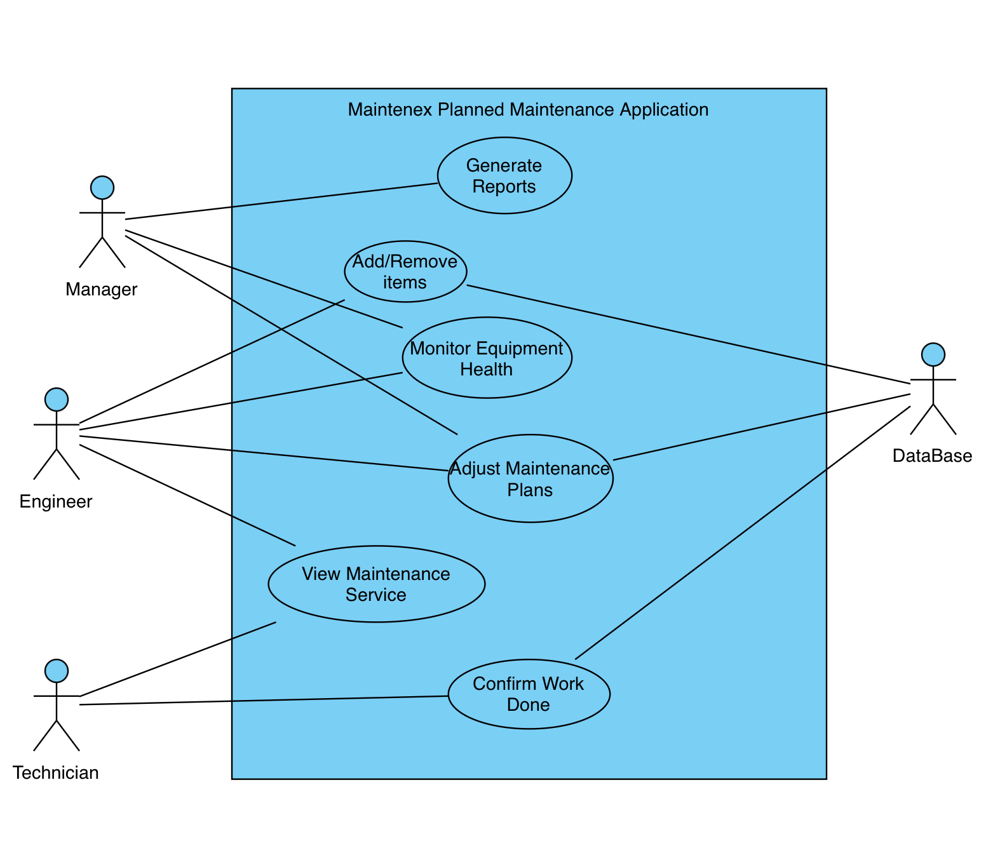 Maintenex Planned Maintenance Application
Generate
Reports
Manager
Add/Remove
items
Monitor Equipment
Health
DataBase
Engineer
Adjust Maintenance
Plans
View Maintenance
Service
Confirm Work
Done
Technician